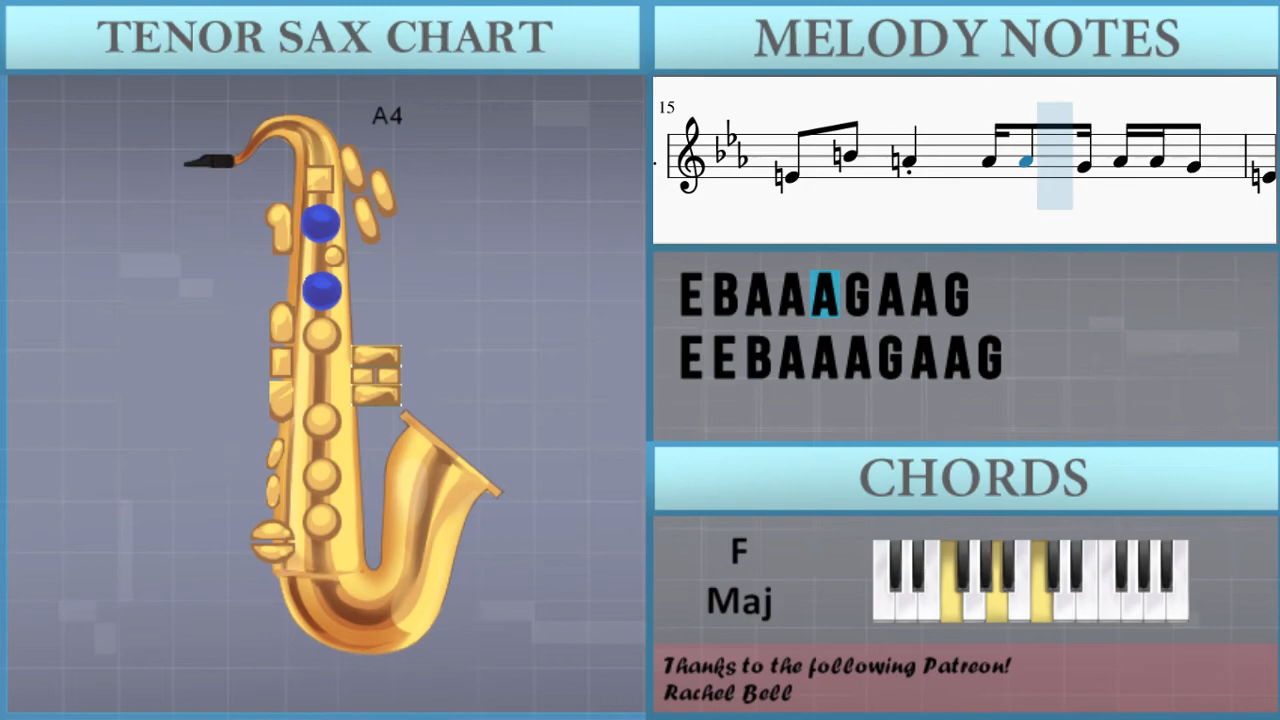 TENOR SAX CHART
A4
MELODY NOTES
15
EBAAAGAAG
EEBAAAGAAG
CHORDS
F
Maj
Thanks to the following Patreon!
Rachel Bell